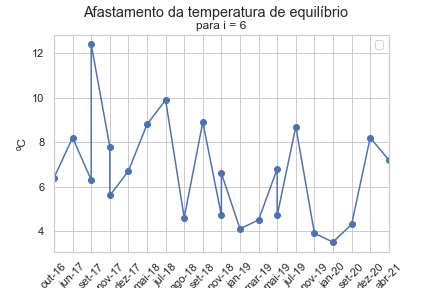 Afastamento da temperatura de equilíbrio
para i = 6
ºC
12
10
8
6
4
out-16
jun-17
set-17
nov-17
dez-17
mai-18
jul-18
ago-18
set-18
nov-18
jan-19
mar-19
mai-19
jul-19
nov-19
jan-20
set-20
dez-20
abr-21